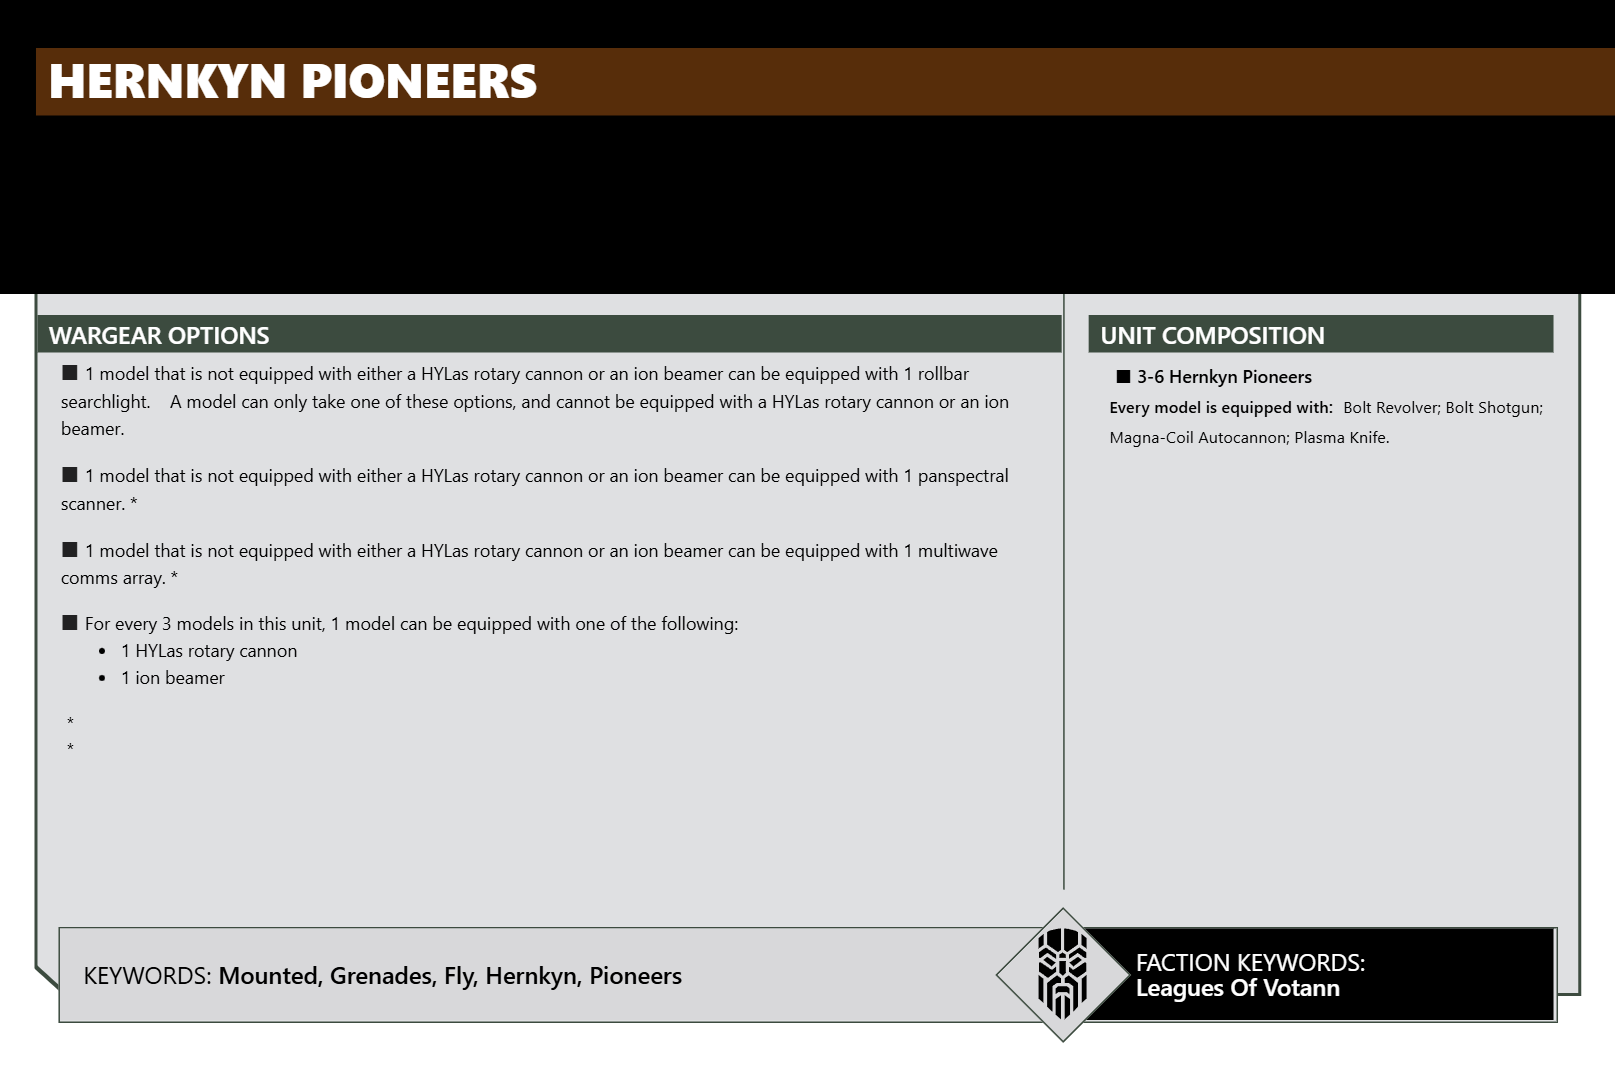 HERNKYN PIONEERS
WARGEAR OPTIONS
■ 1 model that is not equipped with either a HYLas rotary cannon or an ion beamer can be equipped with 1 rollbar
searchlight. A model can only take one of these options, and cannot be equipped with a HYLas rotary cannon or an ion
beamer.
■ 1 model that is not equipped with either a HYLas rotary cannon or an ion beamer can be equipped with 1 panspectral
scanner. *
■ 1 model that is not equipped with either a HYLas rotary cannon or an ion beamer can be equipped with 1 multiwave
comms array. *
■ For every 3 models in this unit, 1 model can be equipped with one of the following:
• 1 HYLas rotary cannon
• 1 ion beamer
*
*
UNIT COMPOSITION
■ 3-6 Hernkyn Pioneers
Every model is equipped with: Bolt Revolver; Bolt Shotgun;
Magna-Coil Autocannon; Plasma Knife.
KEYWORDS: Mounted, Grenades, Fly, Hernkyn, Pioneers
FACTION KEYWORDS:
Leagues Of Votann